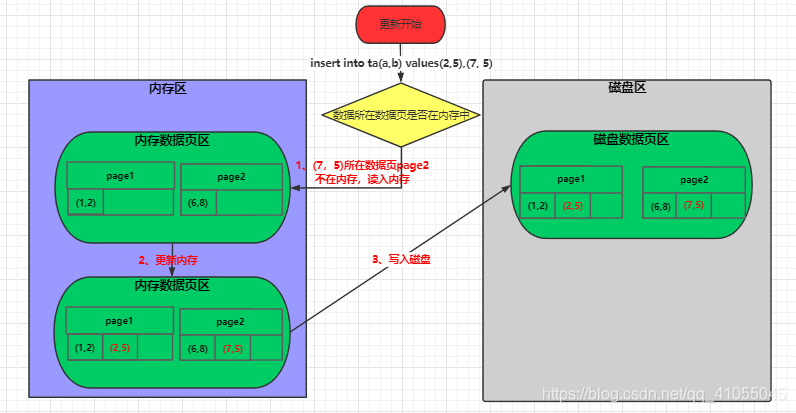 更新开始
insert into ta(a,b) values(2,5),(7, 5)
数据所在数据页是否在内存中
内存区
内存数据页区
page1
page2
(1,2)
(6,8)
1、(7，5)所在数据页page2
不在内存，读入内存
2、更新内存
内存数据页区
page1
page2
(1,2) (2,5)
(6,8) (7,5)
3、写入磁盘
磁盘区
磁盘数据页区
page1
page2
(1,2) (2,5)
(6,8) (7,5)
https://blog.csdn.net/qq_41055045